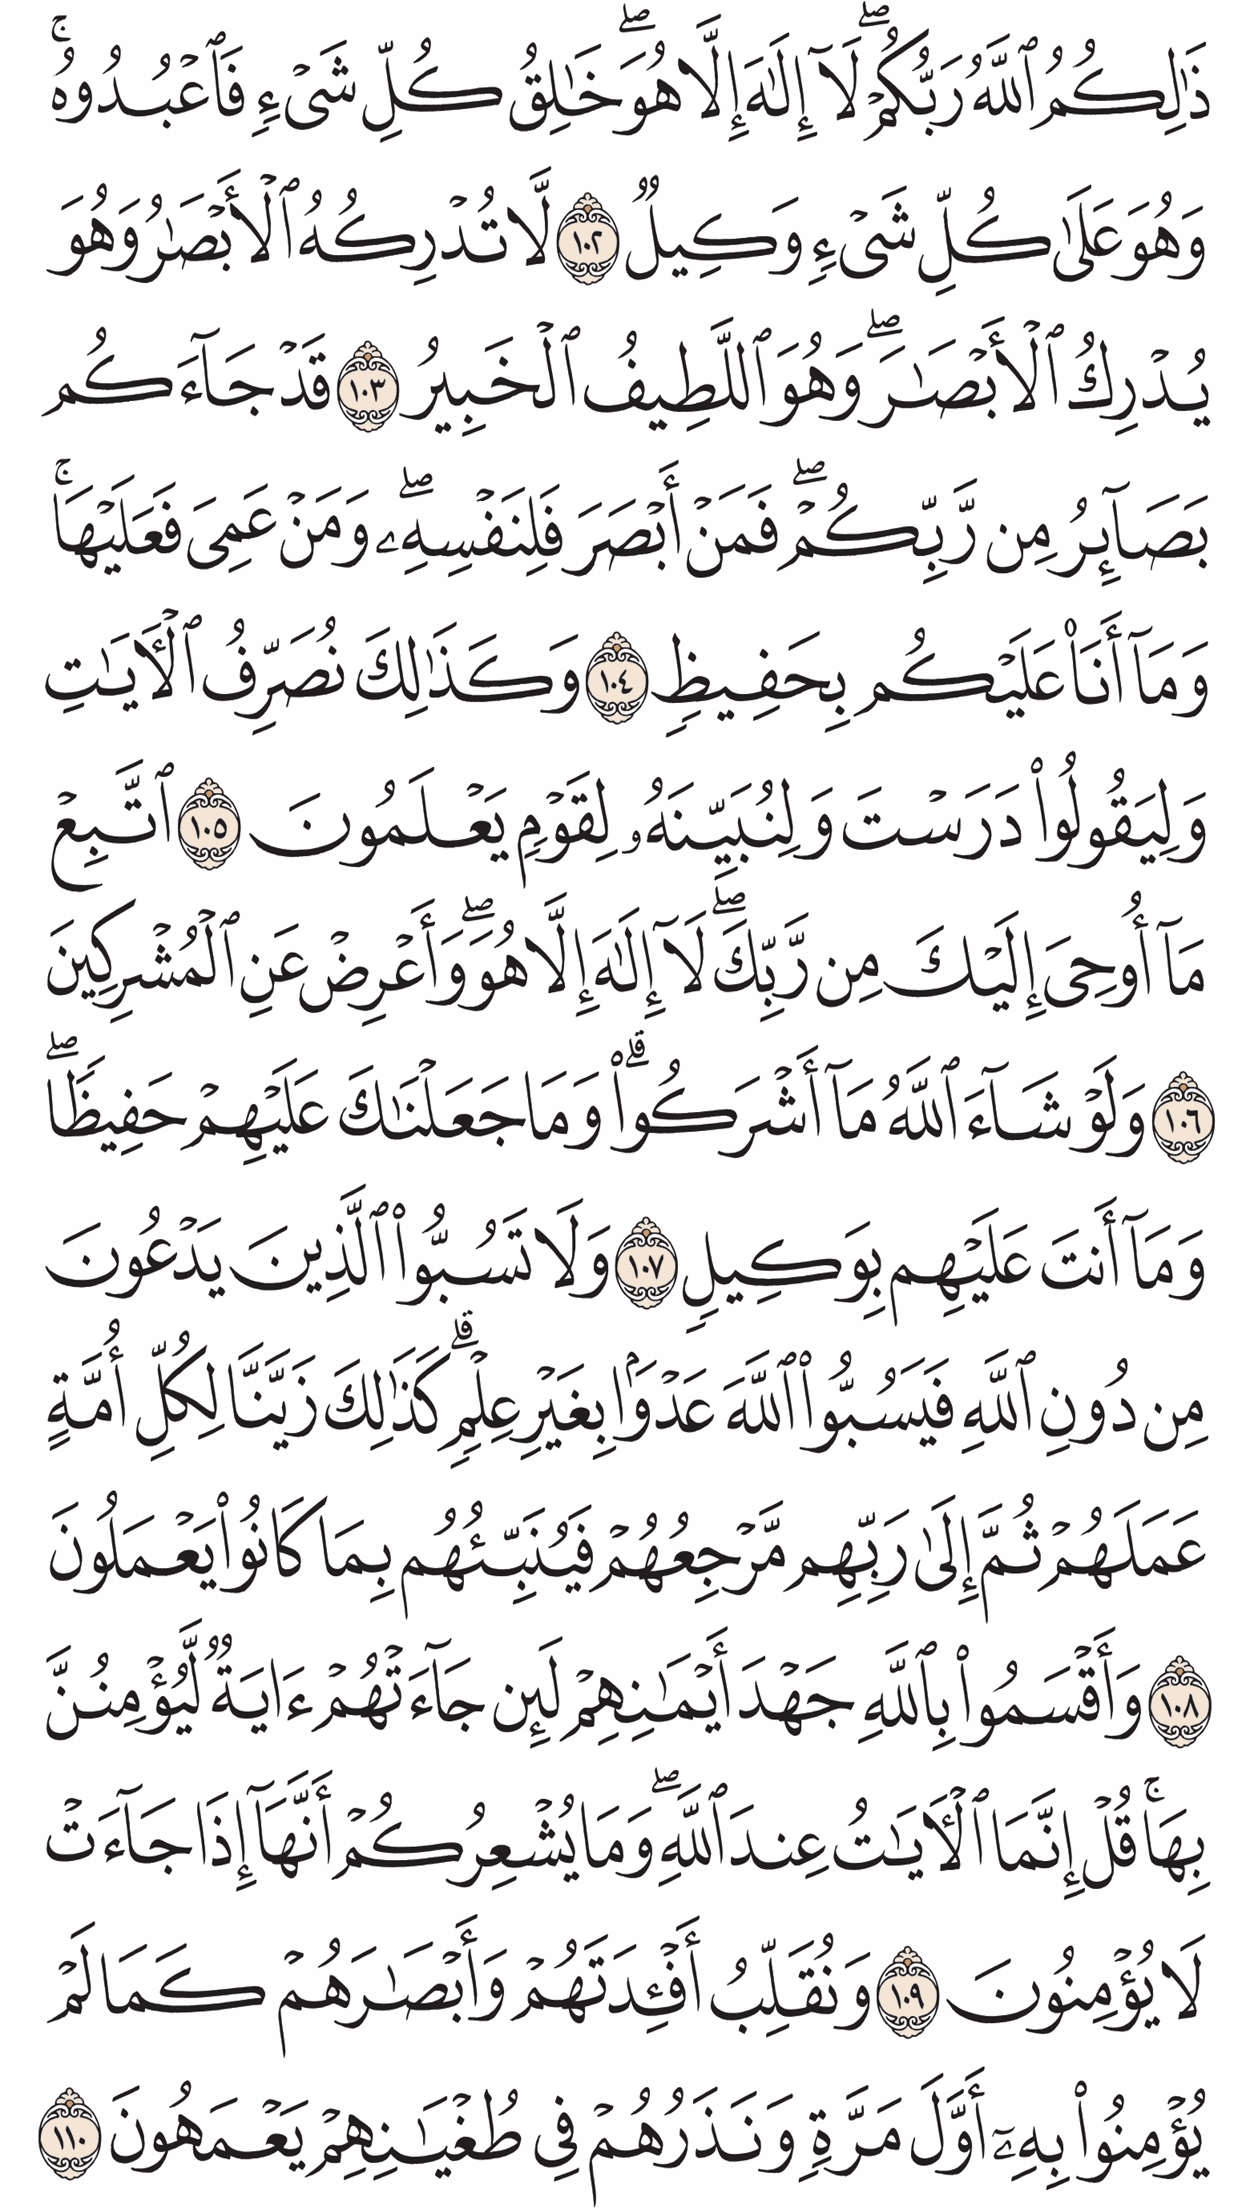 ذَٰلِكُمُ ٱللَّهُ رَبُّكُمۡۖ لَآ إِلَٰهَ إِلَّا هُوَۖ خَٰلِقُ كُلِّ شَيۡءٖ فَٱعۡبُدُوهُۚ
وَهُوَ عَلَىٰ كُلِّ شَيۡءٖ وَكِيلٞ ١٠٢ لَّا تُدۡرِكُهُ ٱلۡأَبۡصَٰرُ وَهُوَ
يُدۡرِكُ ٱلۡأَبۡصَٰرَۖ وَهُوَ ٱللَّطِيفُ ٱلۡخَبِيرُ ١٠٣ قَدۡ جَآءَكُم
بَصَآئِرُ مِن رَّبِّكُمۡۖ فَمَنۡ أَبۡصَرَ فَلِنَفۡسِهِۦۖ وَمَنۡ عَمِيَ فَعَلَيۡهَاۚ
وَمَآ أَنَا۠ عَلَيۡكُم بِحَفِيظٖ ١٠٤ وَكَذَٰلِكَ نُصَرِّفُ ٱلۡأٓيَٰتِ
وَلِيَقُولُواْ دَرَسۡتَ وَلِنُبَيِّنَهُۥ لِقَوۡمٖ يَعۡلَمُونَ ١٠٥ ٱتَّبِعۡ
مَآ أُوحِيَ إِلَيۡكَ مِن رَّبِّكَۖ لَآ إِلَٰهَ إِلَّا هُوَۖ وَأَعۡرِضۡ عَنِ ٱلۡمُشۡرِكِينَ
١٠٦ وَلَوۡ شَآءَ ٱللَّهُ مَآ أَشۡرَكُواْۗ وَمَا جَعَلۡنَٰكَ عَلَيۡهِمۡ حَفِيظٗاۖ
وَمَآ أَنتَ عَلَيۡهِم بِوَكِيلٖ ١٠٧ وَلَا تَسُبُّواْ ٱلَّذِينَ يَدۡعُونَ
مِن دُونِ ٱللَّهِ فَيَسُبُّواْ ٱللَّهَ عَدۡوَۢا بِغَيۡرِ عِلۡمٖۗ كَذَٰلِكَ زَيَّنَّا لِكُلِّ أُمَّةٍ
عَمَلَهُمۡ ثُمَّ إِلَىٰ رَبِّهِم مَّرۡجِعُهُمۡ فَيُنَبِّئُهُم بِمَا كَانُواْ يَعۡمَلُونَ
١٠٨ وَأَقۡسَمُواْ بِٱللَّهِ جَهۡدَ أَيۡمَٰنِهِمۡ لَئِن جَآءَتۡهُمۡ ءَايَةٞ لَّيُؤۡمِنُنَّ
بِهَاۚ قُلۡ إِنَّمَا ٱلۡأٓيَٰتُ عِندَ ٱللَّهِۖ وَمَا يُشۡعِرُكُمۡ أَنَّهَآ إِذَا جَآءَتۡ
لَا يُؤۡمِنُونَ ١٠٩ وَنُقَلِّبُ أَفۡـِٔدَتَهُمۡ وَأَبۡصَٰرَهُمۡ كَمَا لَمۡ
يُؤۡمِنُواْ بِهِۦٓ أَوَّلَ مَرَّةٖ وَنَذَرُهُمۡ فِي طُغۡيَٰنِهِمۡ يَعۡمَهُونَ ١١٠